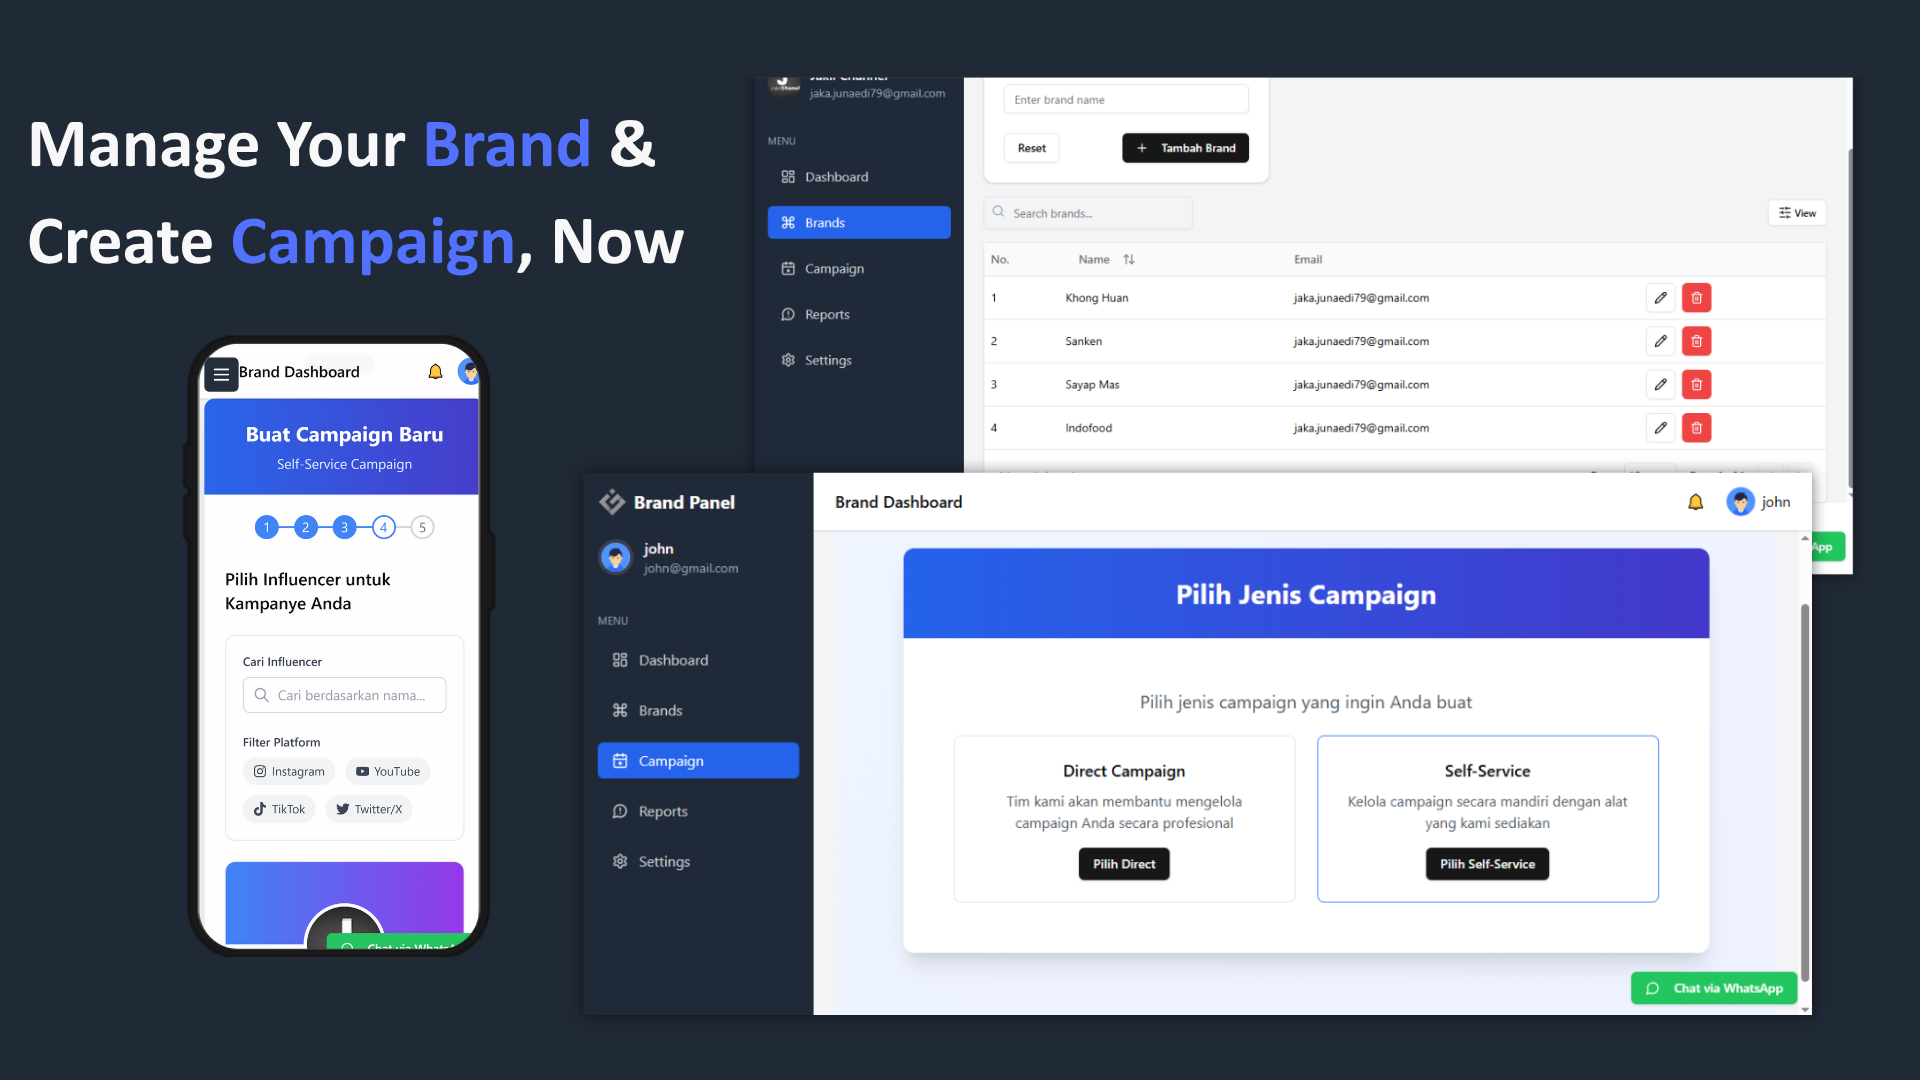 Manage Your Brand &
Create Campaign, Now
Brand Dashboard
Buat Campaign Baru
Self-Service Campaign
1 2 3 4 5
Pilih Influencer untuk
Kampanye Anda
Cari Influencer
Cari berdasarkan nama...
Filter Platform
Instagram
YouTube
TikTok
Twitter/X
Chat via
jaka.junaedi79@gmail.com
MENU
Dashboard
Brands
Campaign
Reports
Settings
Enter brand name
Reset
+ Tambah Brand
Search brands...
View
No. Name Email
1 Khong Huan jaka.junaedi79@gmail.com
2 Sanken jaka.junaedi79@gmail.com
3 Sayap Mas jaka.junaedi79@gmail.com
4 Indofood jaka.junaedi79@gmail.com
App
Brand Panel
john
john@gmail.com
MENU
Dashboard
Brands
Campaign
Reports
Settings
Brand Dashboard
john
Pilih Jenis Campaign
Pilih jenis campaign yang ingin Anda buat
Direct Campaign
Tim kami akan membantu mengelola
campaign Anda secara profesional
Pilih Direct
Self-Service
Kelola campaign secara mandiri dengan alat
yang kami sediakan
Pilih Self-Service
Chat via WhatsApp